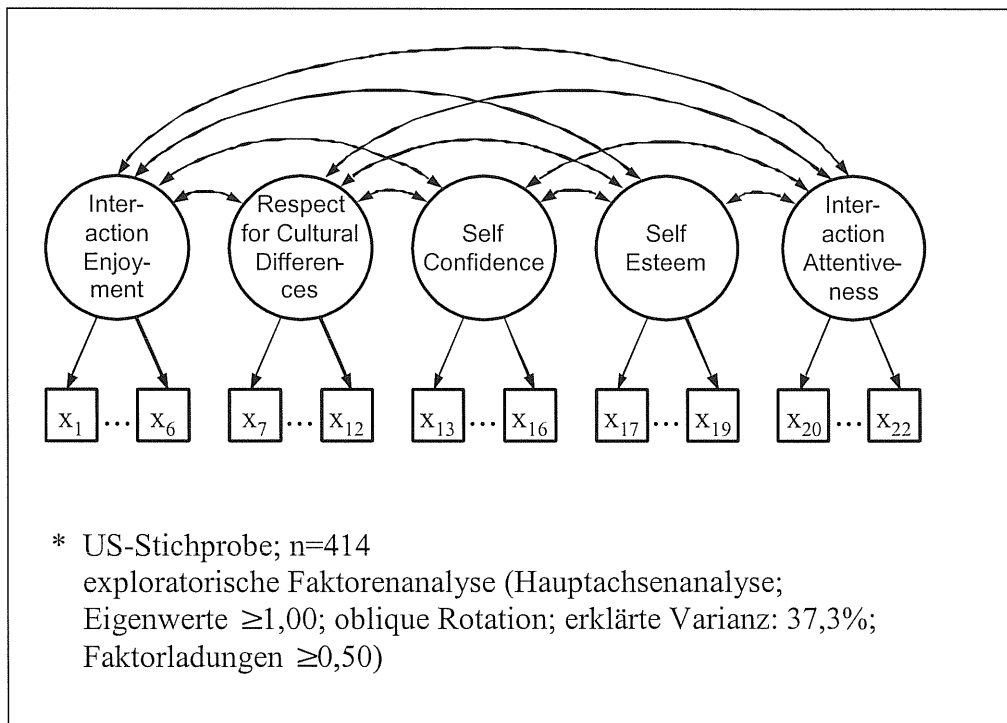 Inter-
action
Enjoy-
ment
Respect
for Cultural
Differen-
ces
Self
Confidence
Self
Esteem
Inter-
action
Attentive-
ness
x₁ ... x₆ x₇ ... x₁₂ x₁₃ ... x₁₆ x₁₇ ... x₁₉ x₂₀ ... x₂₂
* US-Stichprobe; n=414
exploratorische Faktorenanalyse (Hauptachsenanalyse;
Eigenwerte ≥1,00; oblique Rotation; erklärte Varianz: 37,3%;
Faktorladungen ≥0,50)